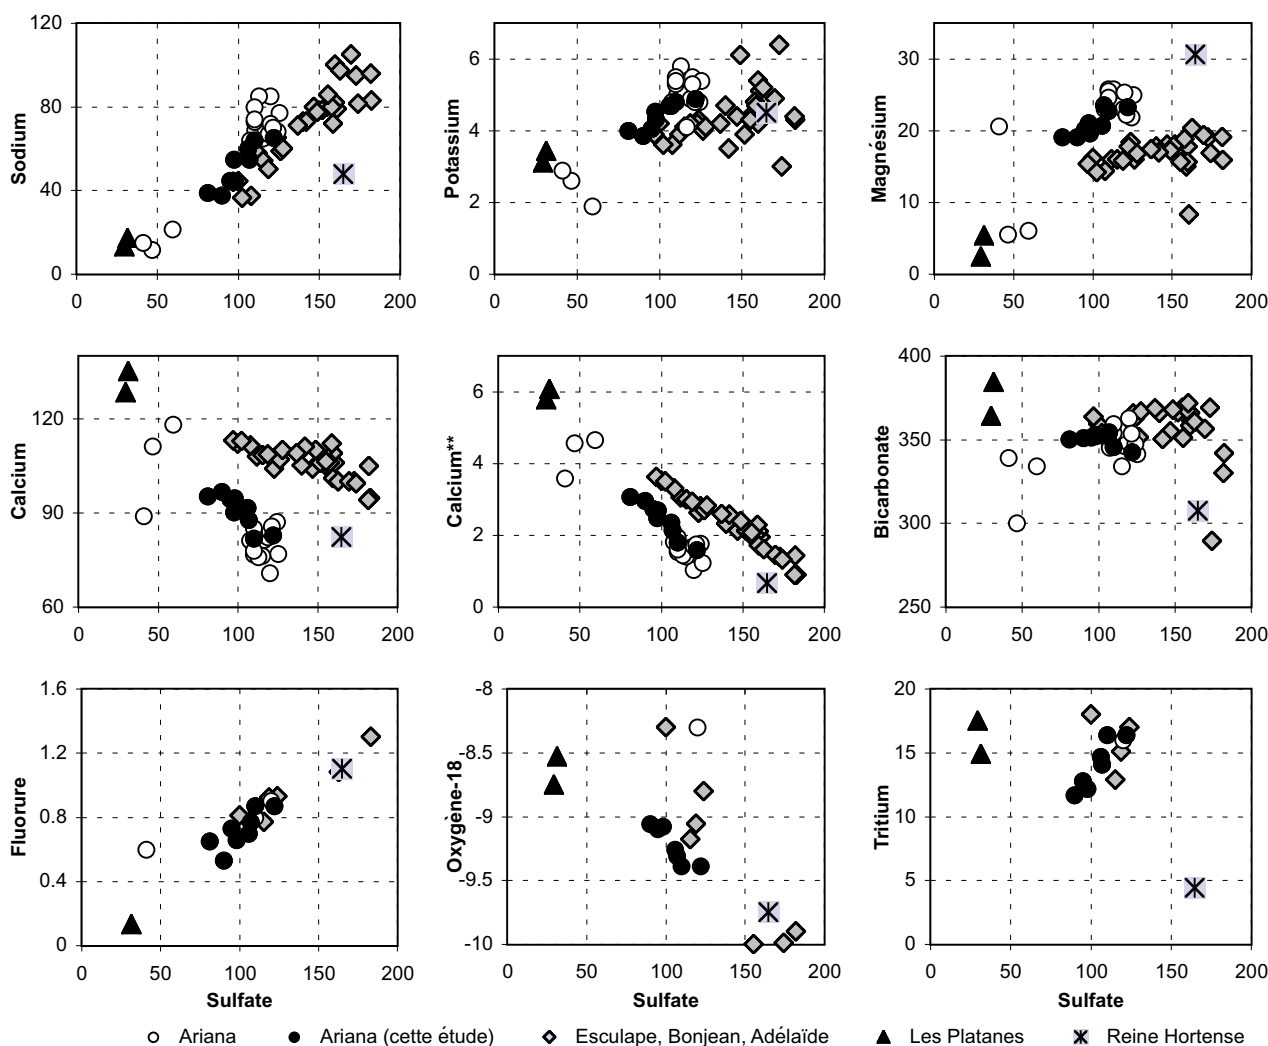 Sodium
120
80
40
0
0 50 100 150 200
Potassium
6
4
2
0
0 50 100 150 200
Magnésium
30
20
10
0
0 50 100 150 200
Calcium
120
90
60
0 50 100 150 200
Calcium**
6
4
2
0
0 50 100 150 200
Bicarbonate
400
350
300
250
0 50 100 150 200
Fluorure
1.6
1.2
0.8
0.4
0
0 50 100 150 200
Sulfate
Oxygène-18
-8
-8.5
-9
-9.5
-10
0 50 100 150 200
Sulfate
Tritium
20
15
10
5
0
0 50 100 150 200
Sulfate
Ariana Ariana (cette étude) Esculape, Bonjean, Adélaïde Les Platanes Reine Hortense